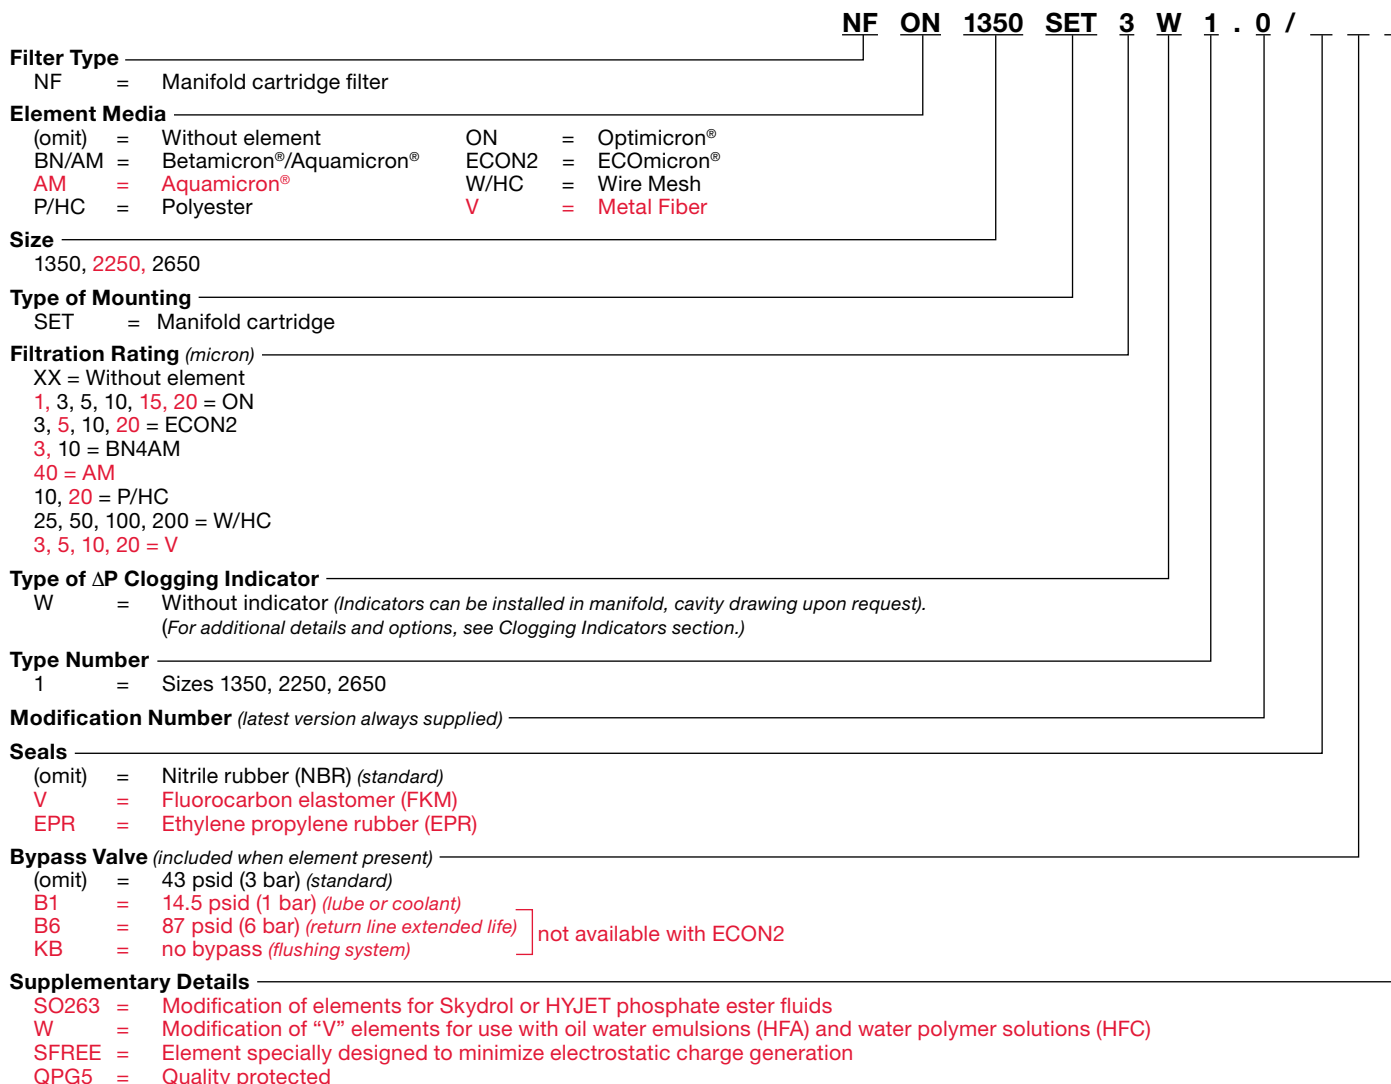 NF ON 1350 SET 3 W 1 . 0 / _ _ _
Filter Type
NF = Manifold cartridge filter
Element Media
(omit) = Without element ON = Optimicron®
BN/AM = Betamicron®/Aquamicron® ECON2 = ECOmicron®
AM = Aquamicron® W/HC = Wire Mesh
P/HC = Polyester V = Metal Fiber
Size
1350, 2250, 2650
Type of Mounting
SET = Manifold cartridge
Filtration Rating (micron)
XX = Without element
1, 3, 5, 10, 15, 20 = ON
3, 5, 10, 20 = ECON2
3, 10 = BN4AM
40 = AM
10, 20 = P/HC
25, 50, 100, 200 = W/HC
3, 5, 10, 20 = V
Type of ΔP Clogging Indicator
W = Without indicator (Indicators can be installed in manifold, cavity drawing upon request).
(For additional details and options, see Clogging Indicators section.)
Type Number
1 = Sizes 1350, 2250, 2650
Modification Number (latest version always supplied)
Seals
(omit) = Nitrile rubber (NBR) (standard)
V = Fluorocarbon elastomer (FKM)
EPR = Ethylene propylene rubber (EPR)
Bypass Valve (included when element present)
(omit) = 43 psid (3 bar) (standard)
B1 = 14.5 psid (1 bar) (lube or coolant)
B6 = 87 psid (6 bar) (return line extended life)
not available with ECON2
KB = no bypass (flushing system)
Supplementary Details
SO263 = Modification of elements for Skydrol or HYJET phosphate ester fluids
W = Modification of “V” elements for use with oil water emulsions (HFA) and water polymer solutions (HFC)
SFREE = Element specially designed to minimize electrostatic charge generation
QPG5 = Quality protected